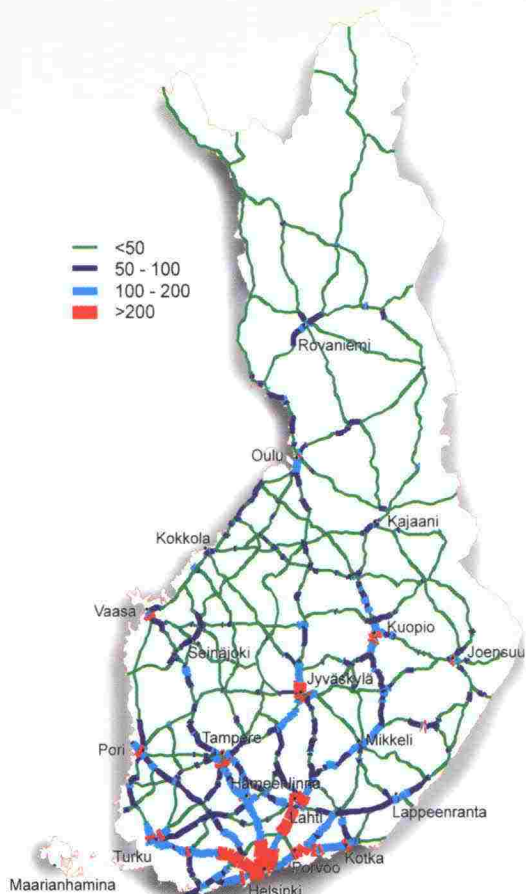 <50
50 - 100
100 - 200
>200
Rovaniemi
Oulu
Kajaani
Kokkola
Vaasa
Kuopio
Seinäjoki
Joensuu
Jyväskylä
Tampere
Mikkeli
Pori
Hämeenlinna
Lahti
Lappeenranta
Turku
Porvoo
Kotka
Maarianhamina
Helsinki